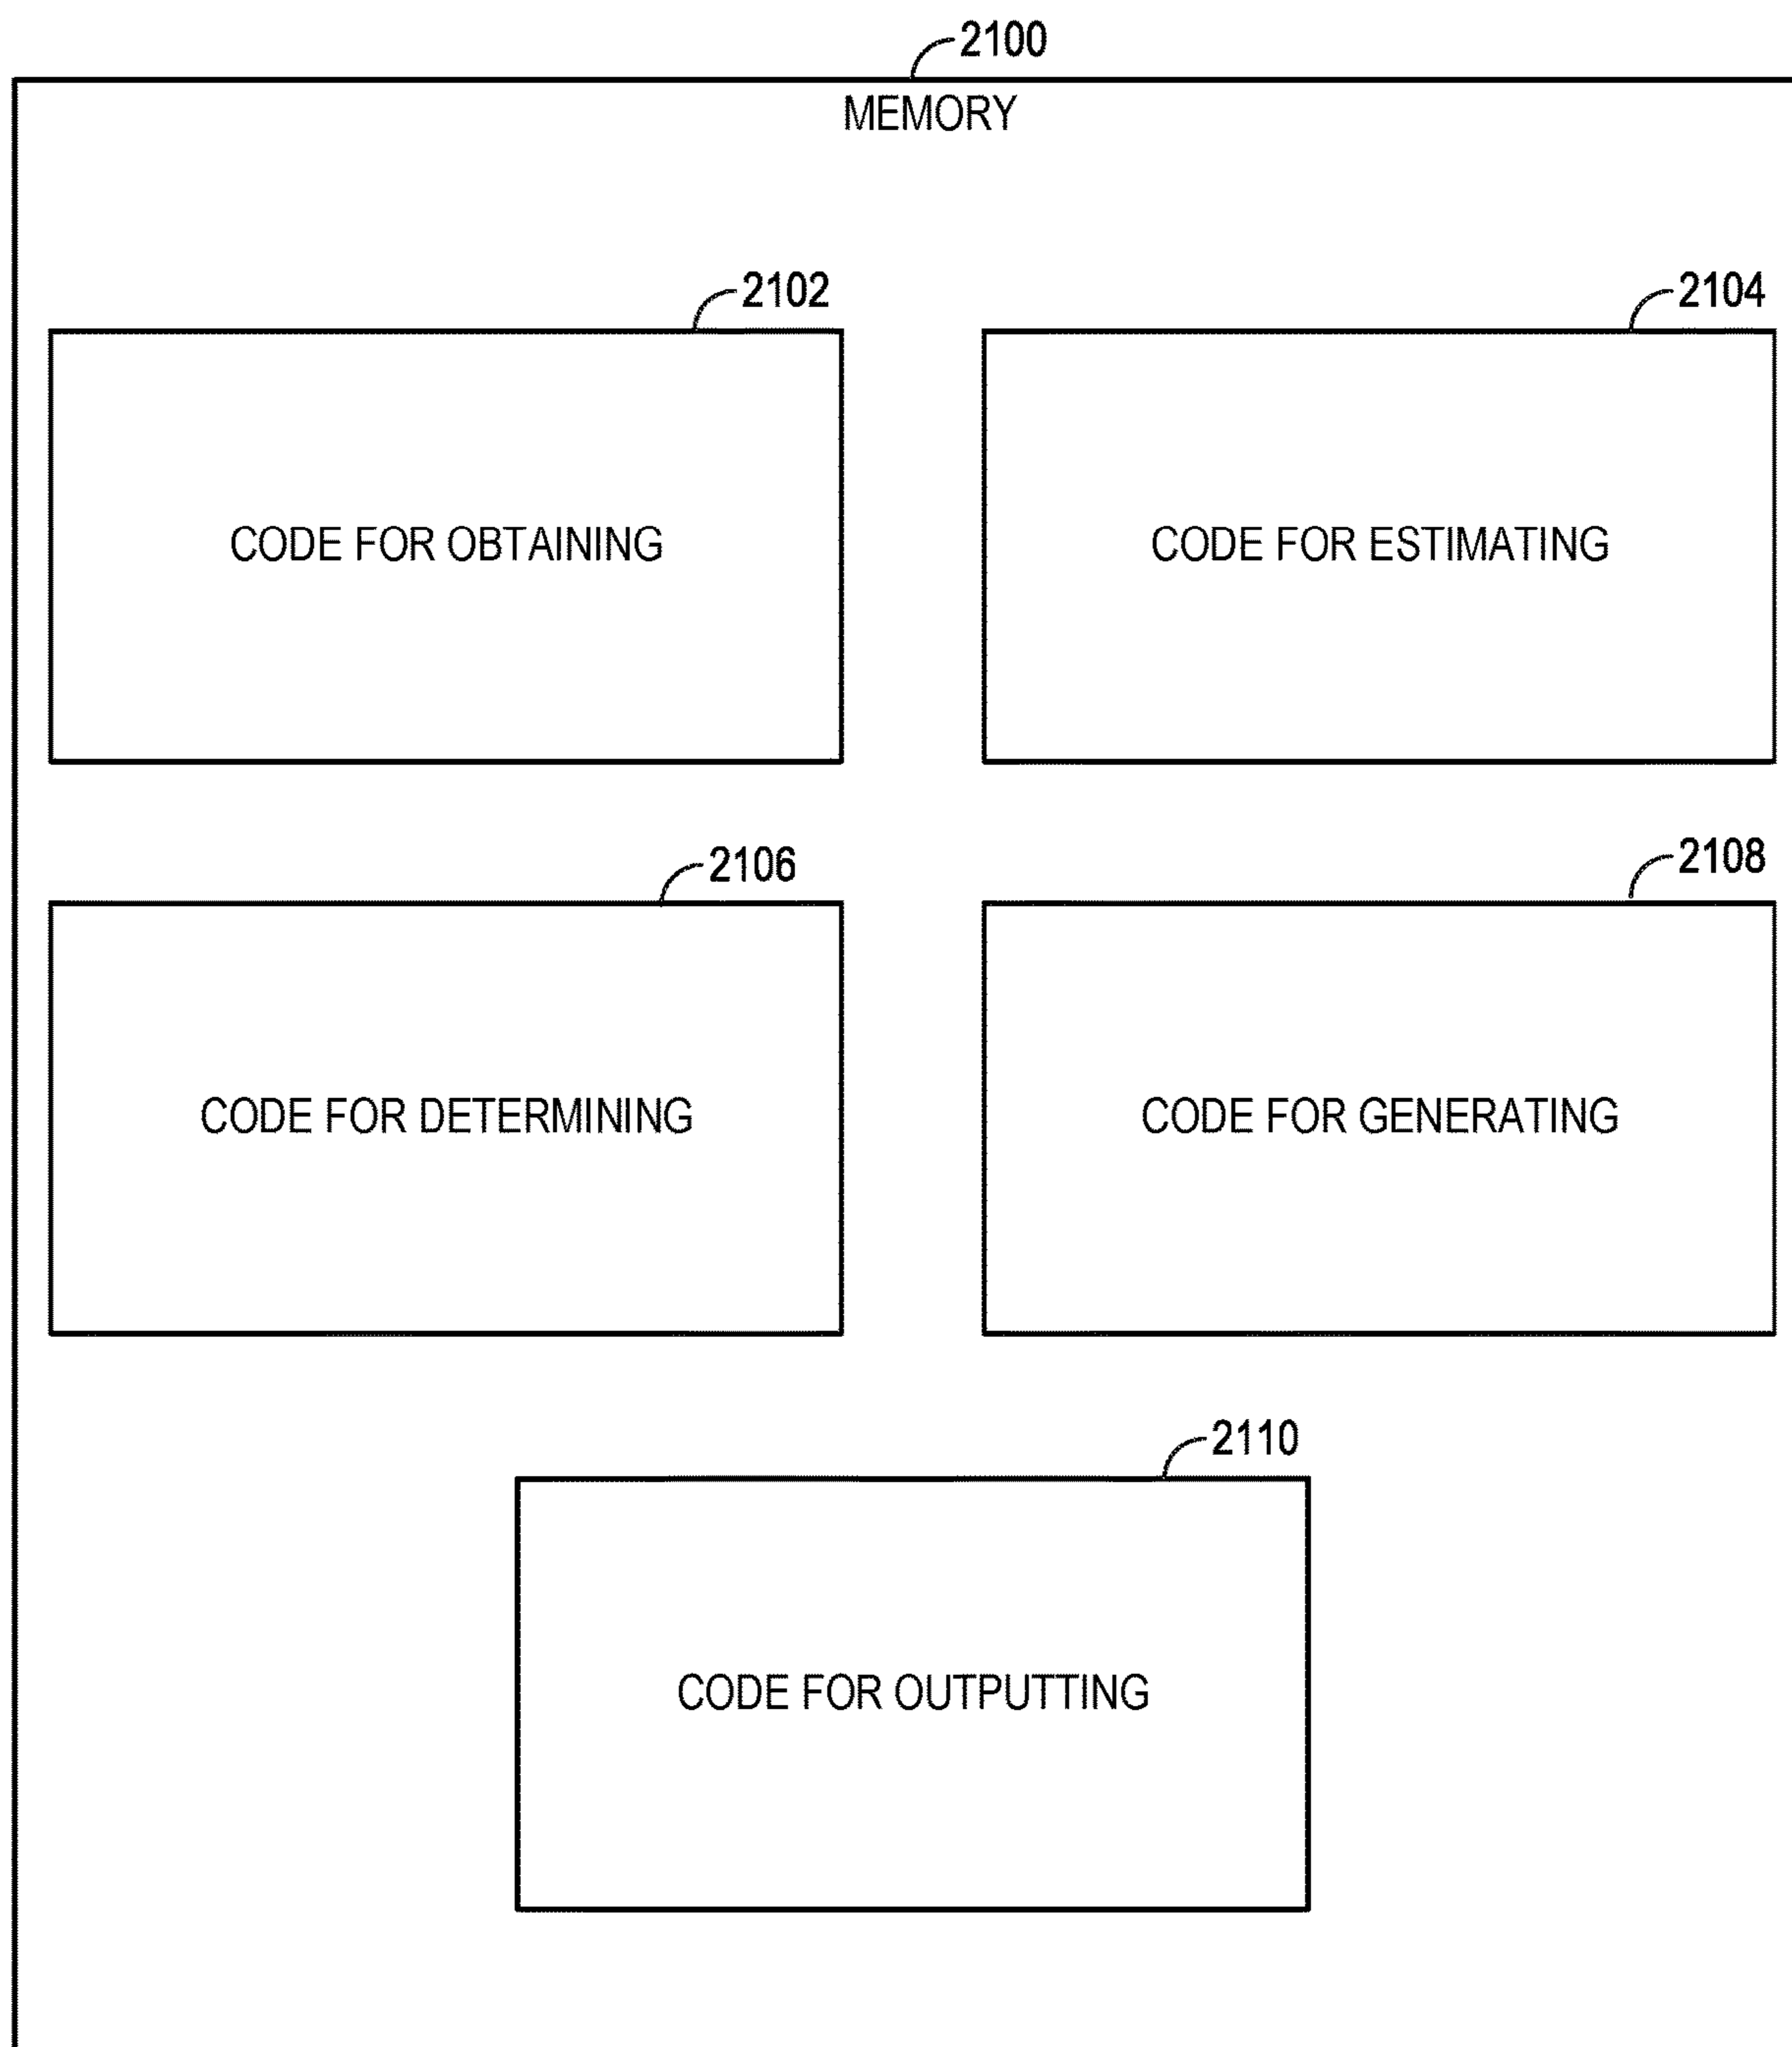 2100
MEMORY
2102
2104
CODE FOR OBTAINING
CODE FOR ESTIMATING
2106
2108
CODE FOR DETERMINING
CODE FOR GENERATING
2110
CODE FOR OUTPUTTING